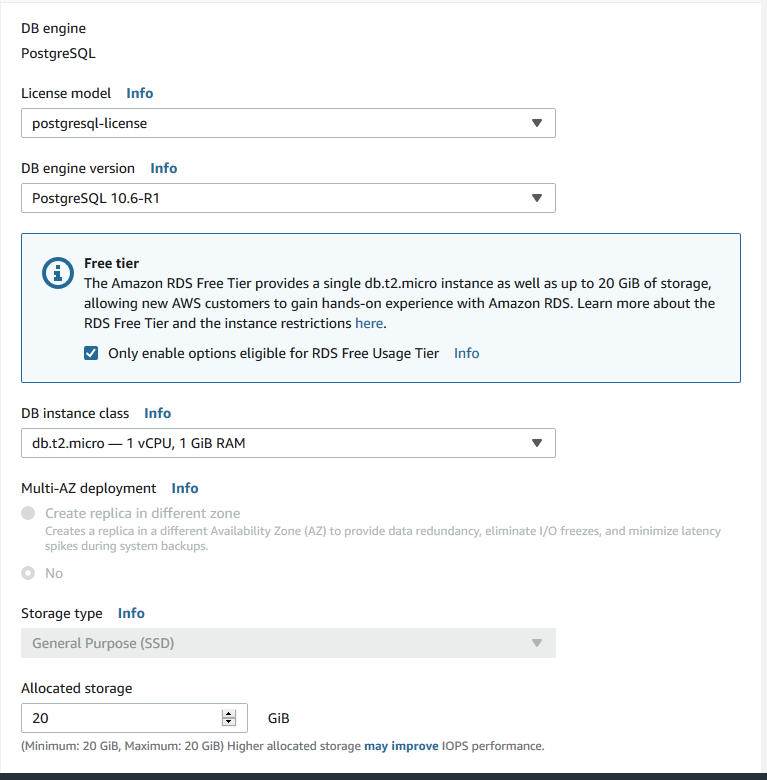 DB engine
PostgreSQL
License model Info
postgresql-license
DB engine version Info
PostgreSQL 10.6-R1
Free tier
The Amazon RDS Free Tier provides a single db.t2.micro instance as well as up to 20 GiB of storage,
allowing new AWS customers to gain hands-on experience with Amazon RDS. Learn more about the
RDS Free Tier and the instance restrictions here.
Only enable options eligible for RDS Free Usage Tier Info
DB instance class Info
db.t2.micro — 1 vCPU, 1 GiB RAM
Multi-AZ deployment Info
Create replica in different zone
Creates a replica in a different Availability Zone (AZ) to provide data redundancy, eliminate I/O freezes, and minimize latency
spikes during system backups.
No
Storage type Info
General Purpose (SSD)
Allocated storage
20 GiB
(Minimum: 20 GiB, Maximum: 20 GiB) Higher allocated storage may improve IOPS performance.